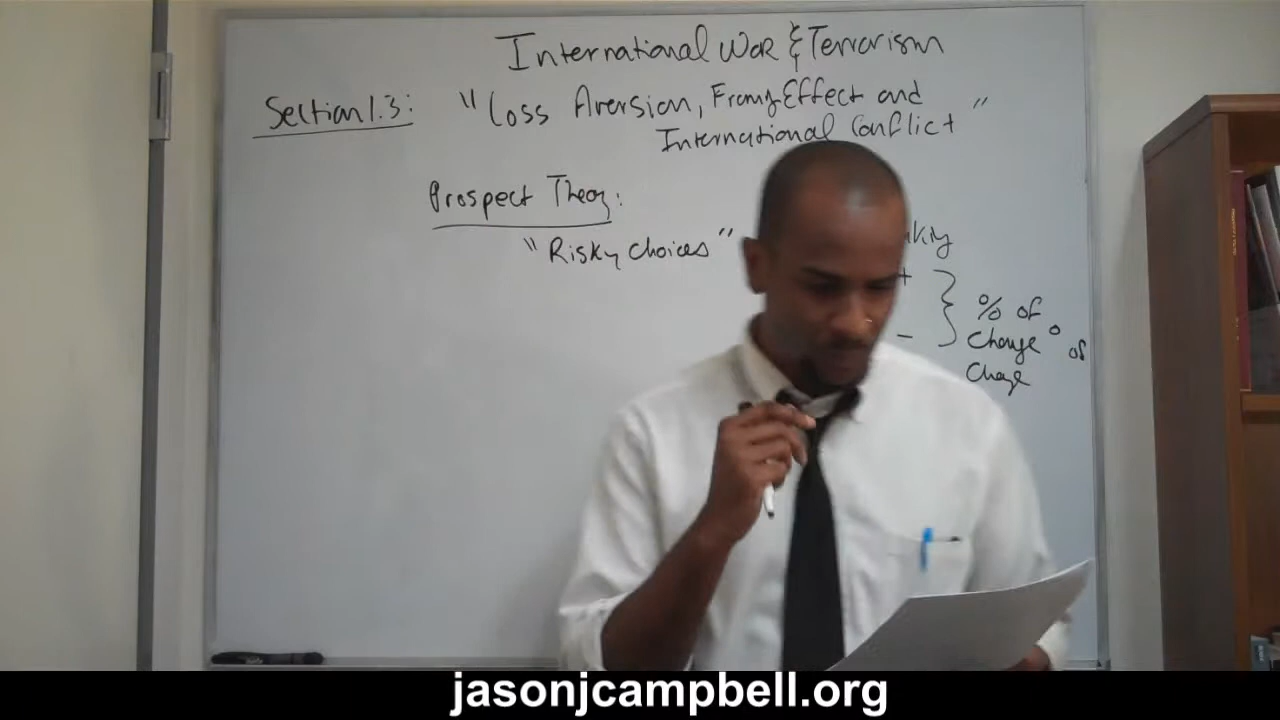 International War & Terrorism
Section 1.3: "Loss Aversion, Framg Effect and
International Conflict"
Prospect Theory:
"Risky Choices"
+
% of
-
Change ° of
Change
jasonjcampbell.org